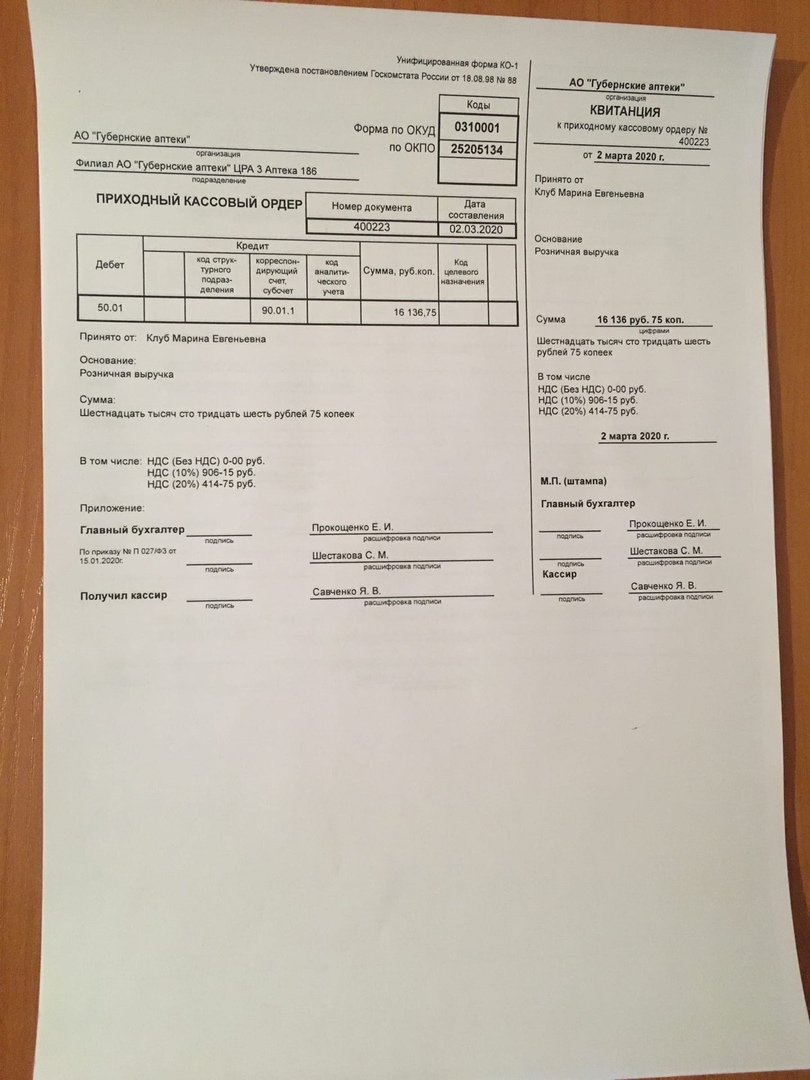 Унифицированная форма КО-1
Утверждена постановлением Госкомстата России от 18.08.98 № 88
Коды
Форма по ОКУД 0310001
АО "Губернские аптеки" по ОКПО 25205134
организация
Филиал АО "Губернские аптеки" ЦРА 3 Аптека 186
подразделение
ПРИХОДНЫЙ КАССОВЫЙ ОРДЕР
Номер документа
Дата составления
400223
02.03.2020
Дебет
Кредит
код струк-
турного
подраз-
деления
корреспон-
дирующий
счет,
субсчет
код
аналити-
ческого
учета
Сумма, руб.коп.
Код
целевого
назначения
50.01 90.01.1 16 136,75
Принято от: Клуб Марина Евгеньевна
Основание:
Розничная выручка
Сумма:
Шестнадцать тысяч сто тридцать шесть рублей 75 копеек
В том числе: НДС (Без НДС) 0-00 руб.
НДС (10%) 906-15 руб.
НДС (20%) 414-75 руб.
Приложение:
Главный бухгалтер Прокощенко Е. И.
подпись расшифровка подписи
По приказу № П 027/ФЗ от
15.01.2020г. Шестакова С. М.
подпись расшифровка подписи
Получил кассир Савченко Я. В.
подпись расшифровка подписи
АО "Губернские аптеки"
организация
КВИТАНЦИЯ
к приходному кассовому ордеру №
400223
от 2 марта 2020 г.
Принято от
Клуб Марина Евгеньевна
Основание
Розничная выручка
Сумма 16 136 руб. 75 коп.
цифрами
Шестнадцать тысяч сто тридцать шесть
рублей 75 копеек
В том числе
НДС (Без НДС) 0-00 руб.
НДС (10%) 906-15 руб.
НДС (20%) 414-75 руб.
2 марта 2020 г.
М.П. (штампа)
Главный бухгалтер
Прокощенко Е. И.
подпись расшифровка подписи
Шестакова С. М.
подпись расшифровка подписи
Кассир
Савченко Я. В.
подпись расшифровка подписи